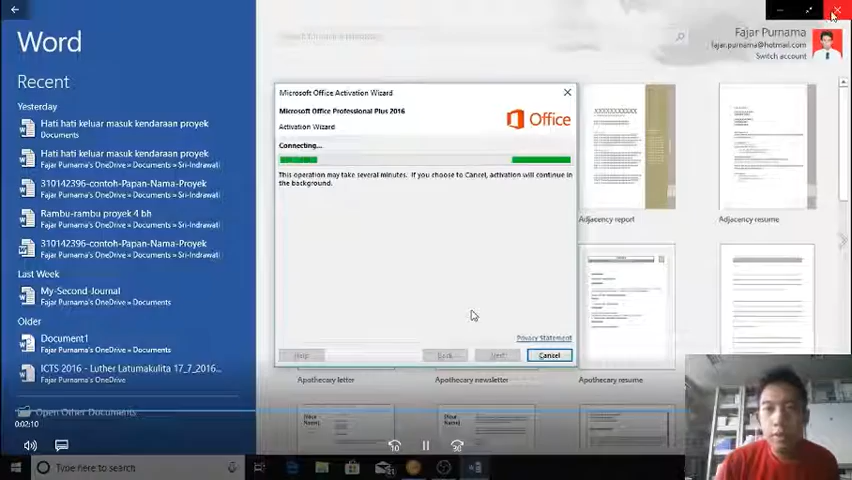 Word
Fajar Purnama
fajar.purnama@hotmail.com
Switch account
Recent
Yesterday
Hati hati keluar masuk kendaraan proyek
Documents
Hati hati keluar masuk kendaraan proyek
Fajar Purnama's OneDrive » Documents » Sri-Indrawati
310142396-contoh-Papan-Nama-Proyek
Fajar Purnama's OneDrive » Documents » Sri-Indrawati
Rambu-rambu proyek 4 bh
Fajar Purnama's OneDrive » Documents » Sri-Indrawati
310142396-contoh-Papan-Nama-Proyek
Fajar Purnama's OneDrive » Documents » Sri-Indrawati
Last Week
My-Second-Journal
Fajar Purnama's OneDrive » Documents
Older
Document1
Fajar Purnama's OneDrive » Documents
ICTS 2016 - Luther Latumakulita 17_7_2016...
Fajar Purnama's OneDrive
Open Other Documents
0:02:10
Microsoft Office Activation Wizard
Microsoft Office Professional Plus 2016
Office
Activation Wizard
Connecting...
This operation may take several minutes. If you choose to Cancel, activation will continue in
the background.
Privacy Statement
Help
Back
Next
Cancel
Adjacency report
Adjacency resume
Apothecary letter
Apothecary newsletter
Apothecary resume
10
30
Type here to search